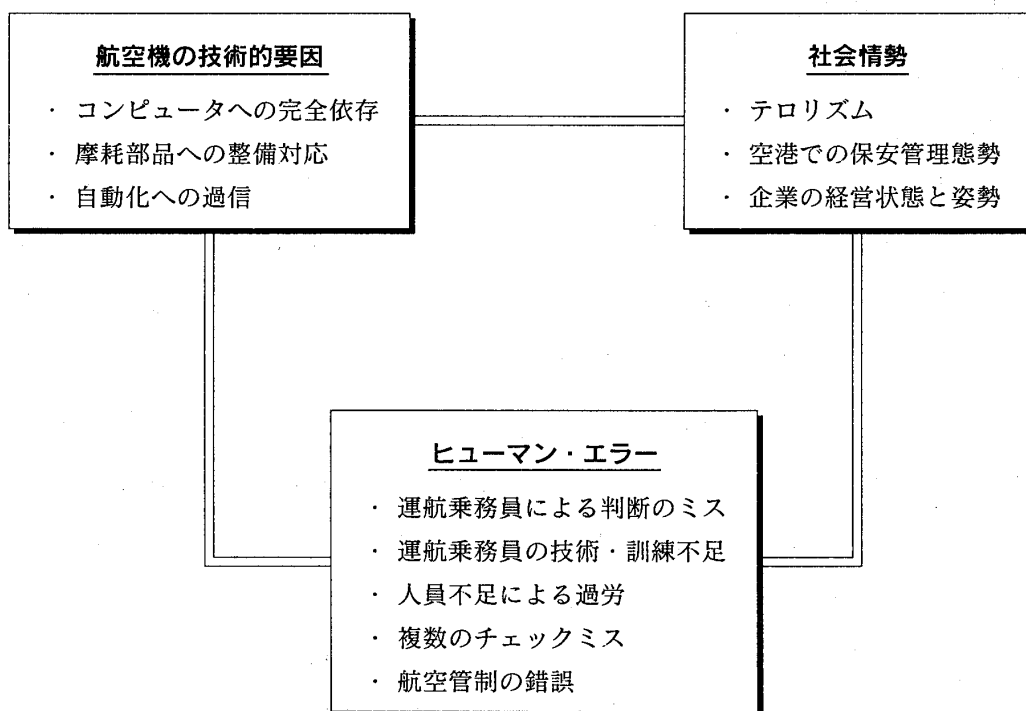 航空機の技術的要因
・ コンピュータへの完全依存
・ 摩耗部品への整備対応
・ 自動化への過信
社会情勢
・ テロリズム
・ 空港での保安管理態勢
・ 企業の経営状態と姿勢
ヒューマン・エラー
・ 運航乗務員による判断のミス
・ 運航乗務員の技術・訓練不足
・ 人員不足による過労
・ 複数のチェックミス
・ 航空管制の錯誤